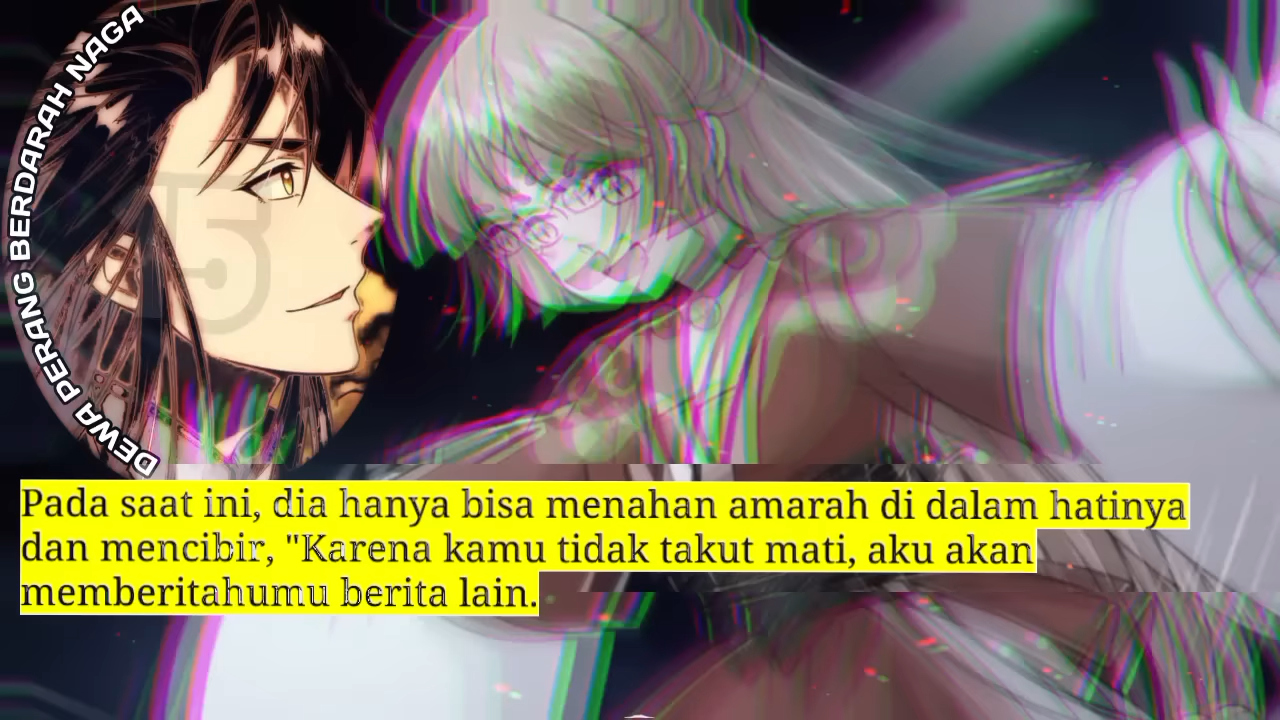 DEWA PERANG BERDARAH NAGA
5
Pada saat ini, dia hanya bisa menahan amarah di dalam hatinya
dan mencibir, "Karena kamu tidak takut mati, aku akan
memberitahumu berita lain.